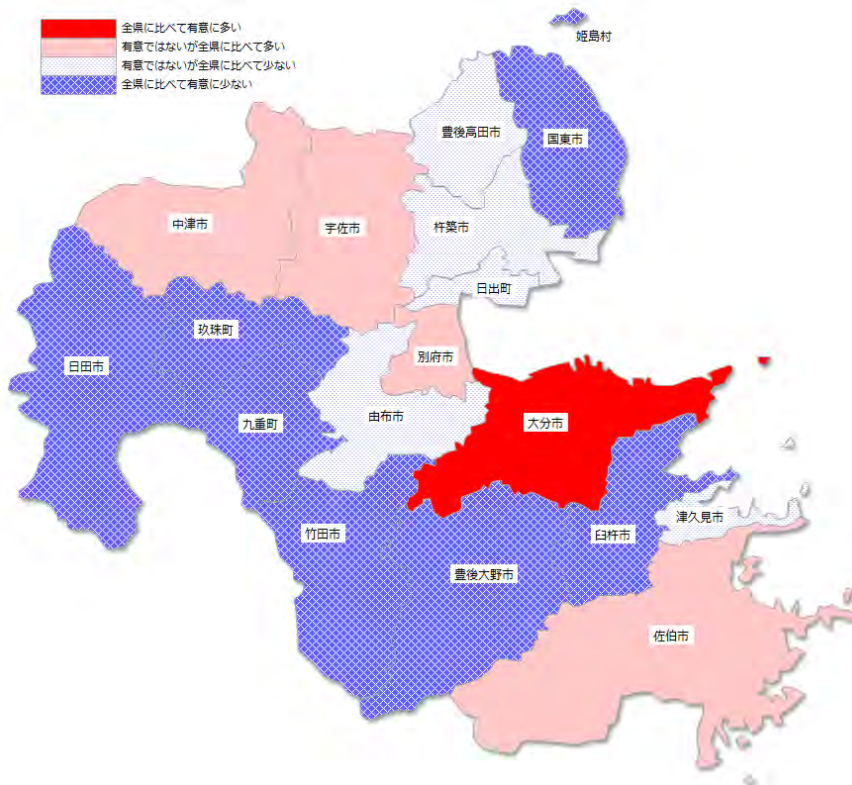 全県に比べて有意に多い
有意ではないが全県に比べて多い
有意ではないが全県に比べて少ない
全県に比べて有意に少ない
姫島村
豊後高田市
国東市
中津市
宇佐市
杵築市
日出町
玖珠町
別府市
日田市
由布市
九重町
大分市
津久見市
竹田市
臼杵市
豊後大野市
佐伯市